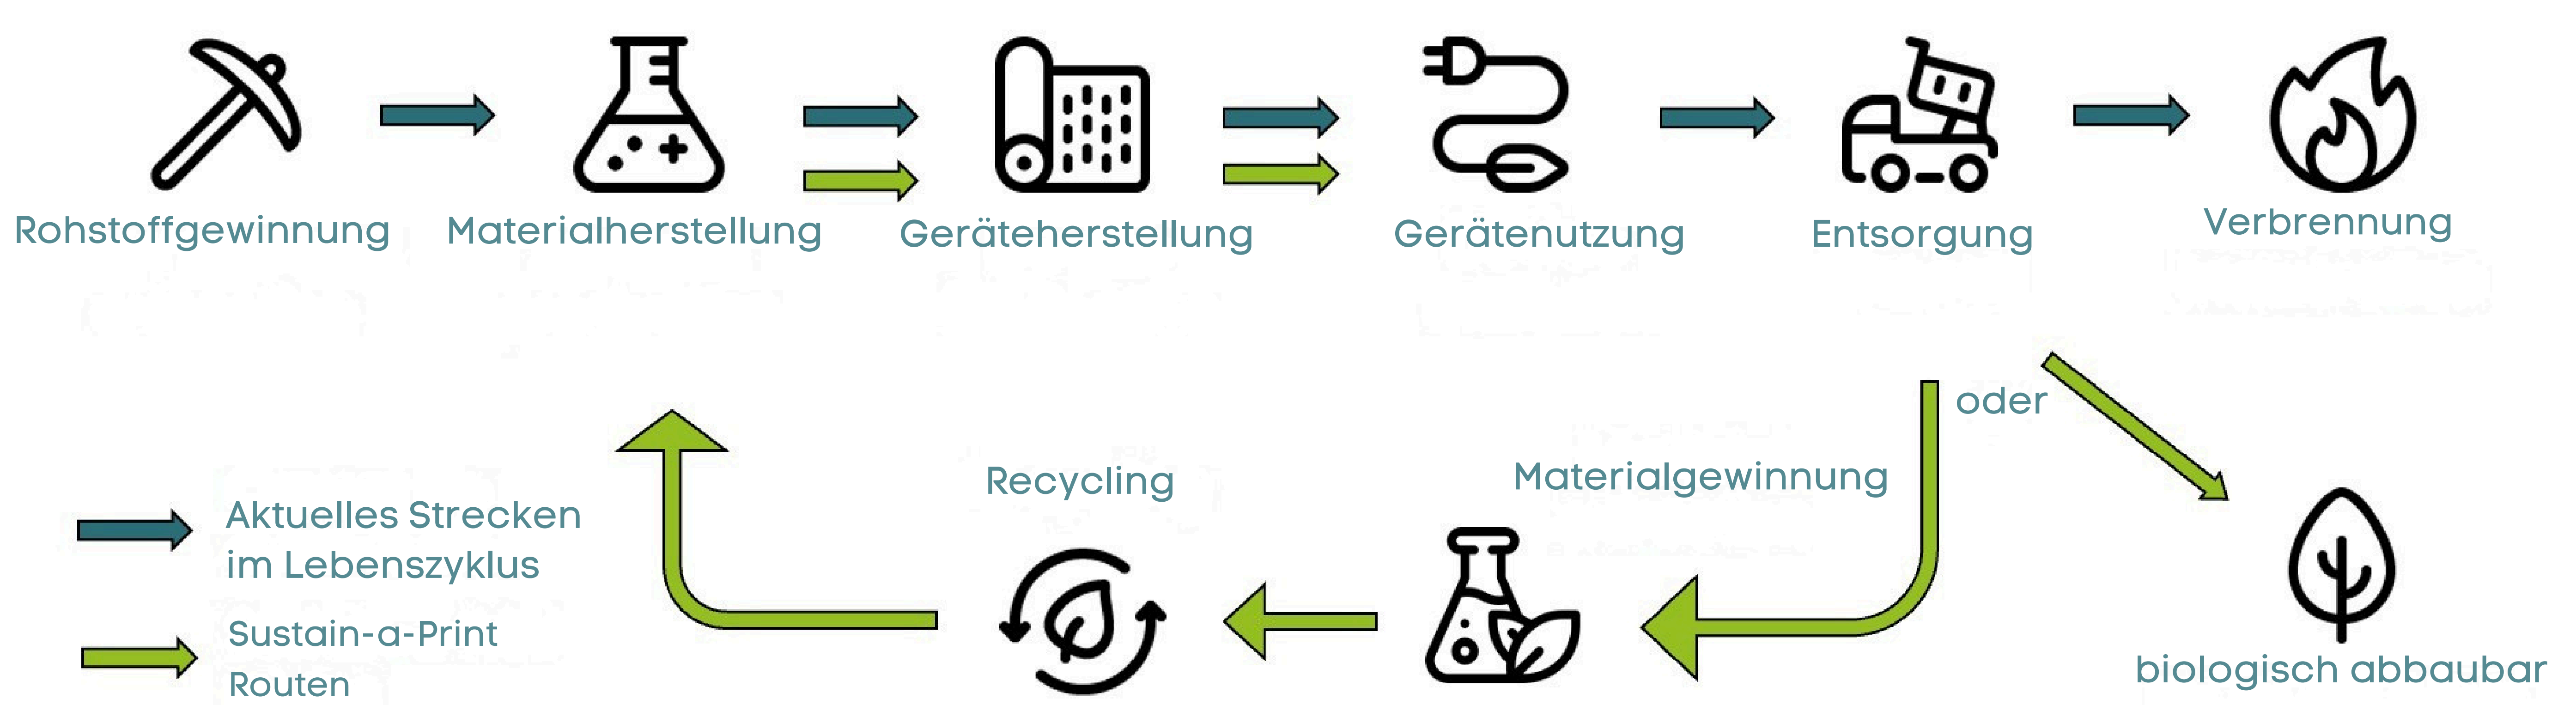 Rohstoffgewinnung
Materialherstellung
Geräteherstellung
Gerätenutzung
Entsorgung
Verbrennung
oder
Materialgewinnung
Recycling
Aktuelles Strecken
im Lebenszyklus
Sustain-a-Print
Routen
biologisch abbaubar